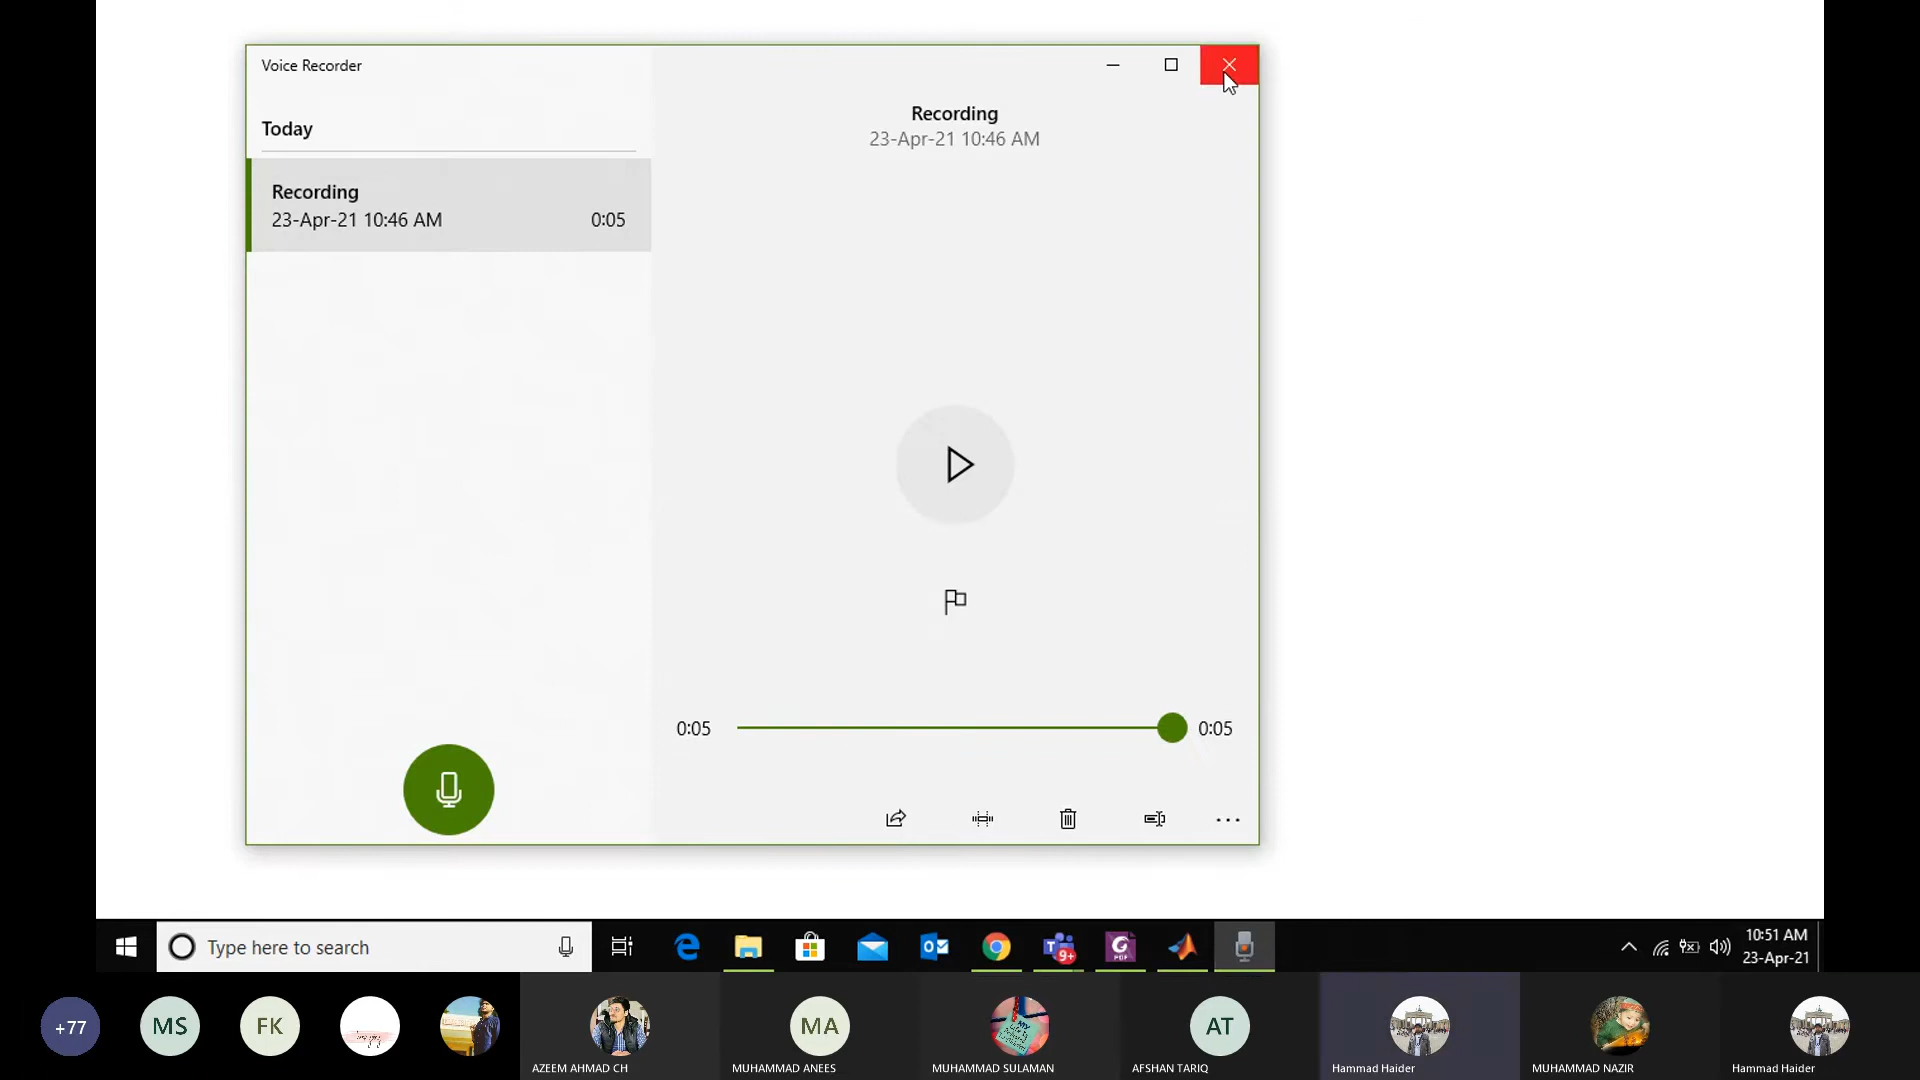 Voice Recorder
Today
Recording
23-Apr-21 10:46 AM 0:05
Recording
23-Apr-21 10:46 AM
0:05 0:05
Type here to search
9+
PDF
10:51 AM
23-Apr-21
+77
MS
FK
MA
AT
AZEEM AHMAD CH
MUHAMMAD ANEES
MUHAMMAD SULAMAN
AFSHAN TARIQ
Hammad Haider
MUHAMMAD NAZIR
Hammad Haider